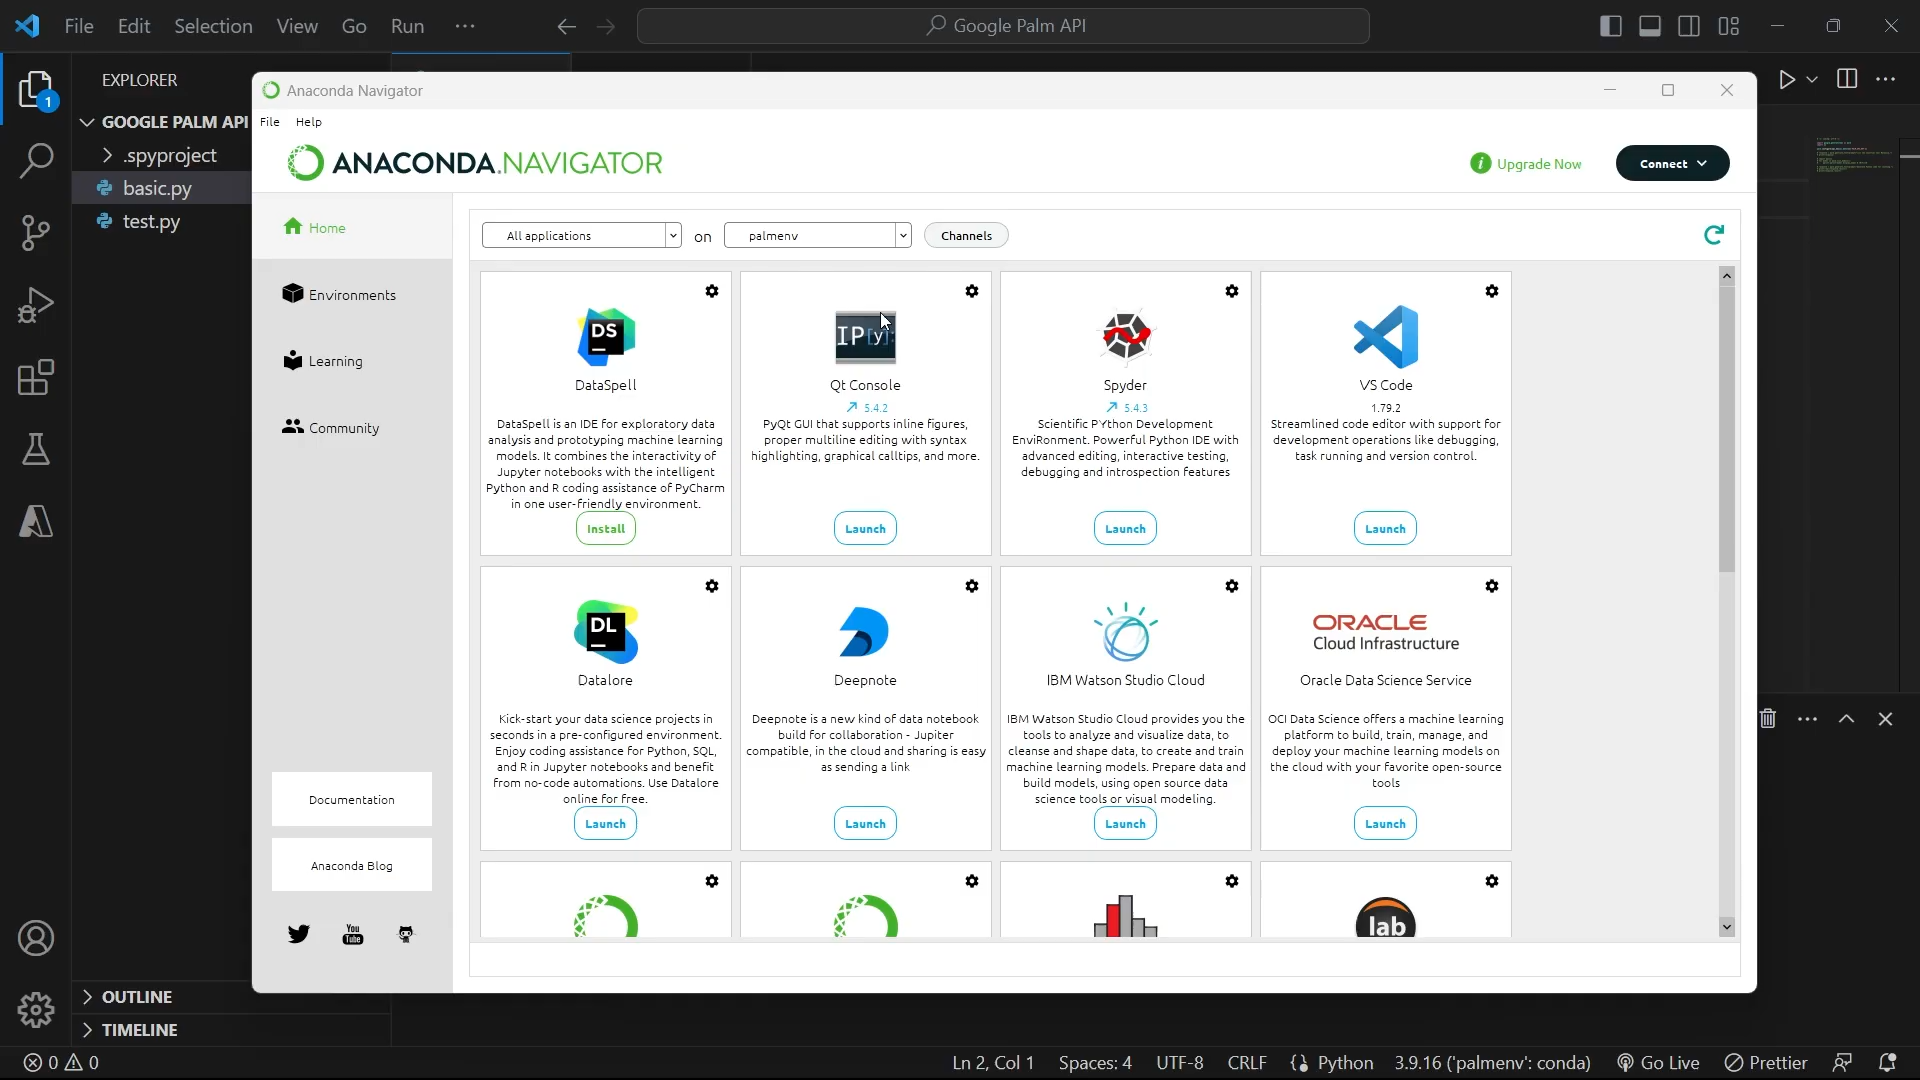 File Edit Selection View Go Run ···
Google Palm API
EXPLORER
GOOGLE PALM API
.spyproject
basic.py
test.py
1
Anaconda Navigator
File Help
ANACONDA.NAVIGATOR
Upgrade Now
Connect
Home
Environments
Learning
Community
Documentation
Anaconda Blog
You
Tube
All applications on palmenv Channels
DS
DataSpell
DataSpell is an IDE for exploratory data
analysis and prototyping machine learning
models. It combines the interactivity of
Jupyter notebooks with the intelligent
Python and R coding assistance of PyCharm
in one user-friendly environment.
Install
IP[y]:
Qt Console
5.4.2
PyQt GUI that supports inline figures,
proper multiline editing with syntax
highlighting, graphical calltips, and more.
Launch
Spyder
5.4.3
Scientific PYthon Development
EnviRonment. Powerful Python IDE with
advanced editing, interactive testing,
debugging and introspection features
Launch
VS Code
1.79.2
Streamlined code editor with support for
development operations like debugging,
task running and version control.
Launch
DL
Datalore
Kick-start your data science projects in
seconds in a pre-configured environment.
Enjoy coding assistance for Python, SQL,
and R in Jupyter notebooks and benefit
from no-code automations. Use Datalore
online for free.
Launch
Deepnote
Deepnote is a new kind of data notebook
build for collaboration - Jupiter
compatible, in the cloud and sharing is easy
as sending a link
Launch
IBM Watson Studio Cloud
IBM Watson Studio Cloud provides you the
tools to analyze and visualize data, to
cleanse and shape data, to create and train
machine learning models. Prepare data and
build models, using open source data
science tools or visual modeling.
Launch
ORACLE
Cloud Infrastructure
Oracle Data Science Service
OCI Data Science offers a machine learning
platform to build, train, manage, and
deploy your machine learning models on
the cloud with your favorite open-source
tools
Launch
lab
OUTLINE
TIMELINE
0 0
Ln 2, Col 1 Spaces: 4 UTF-8 CRLF Python 3.9.16 ('palmenv': conda) Go Live Prettier